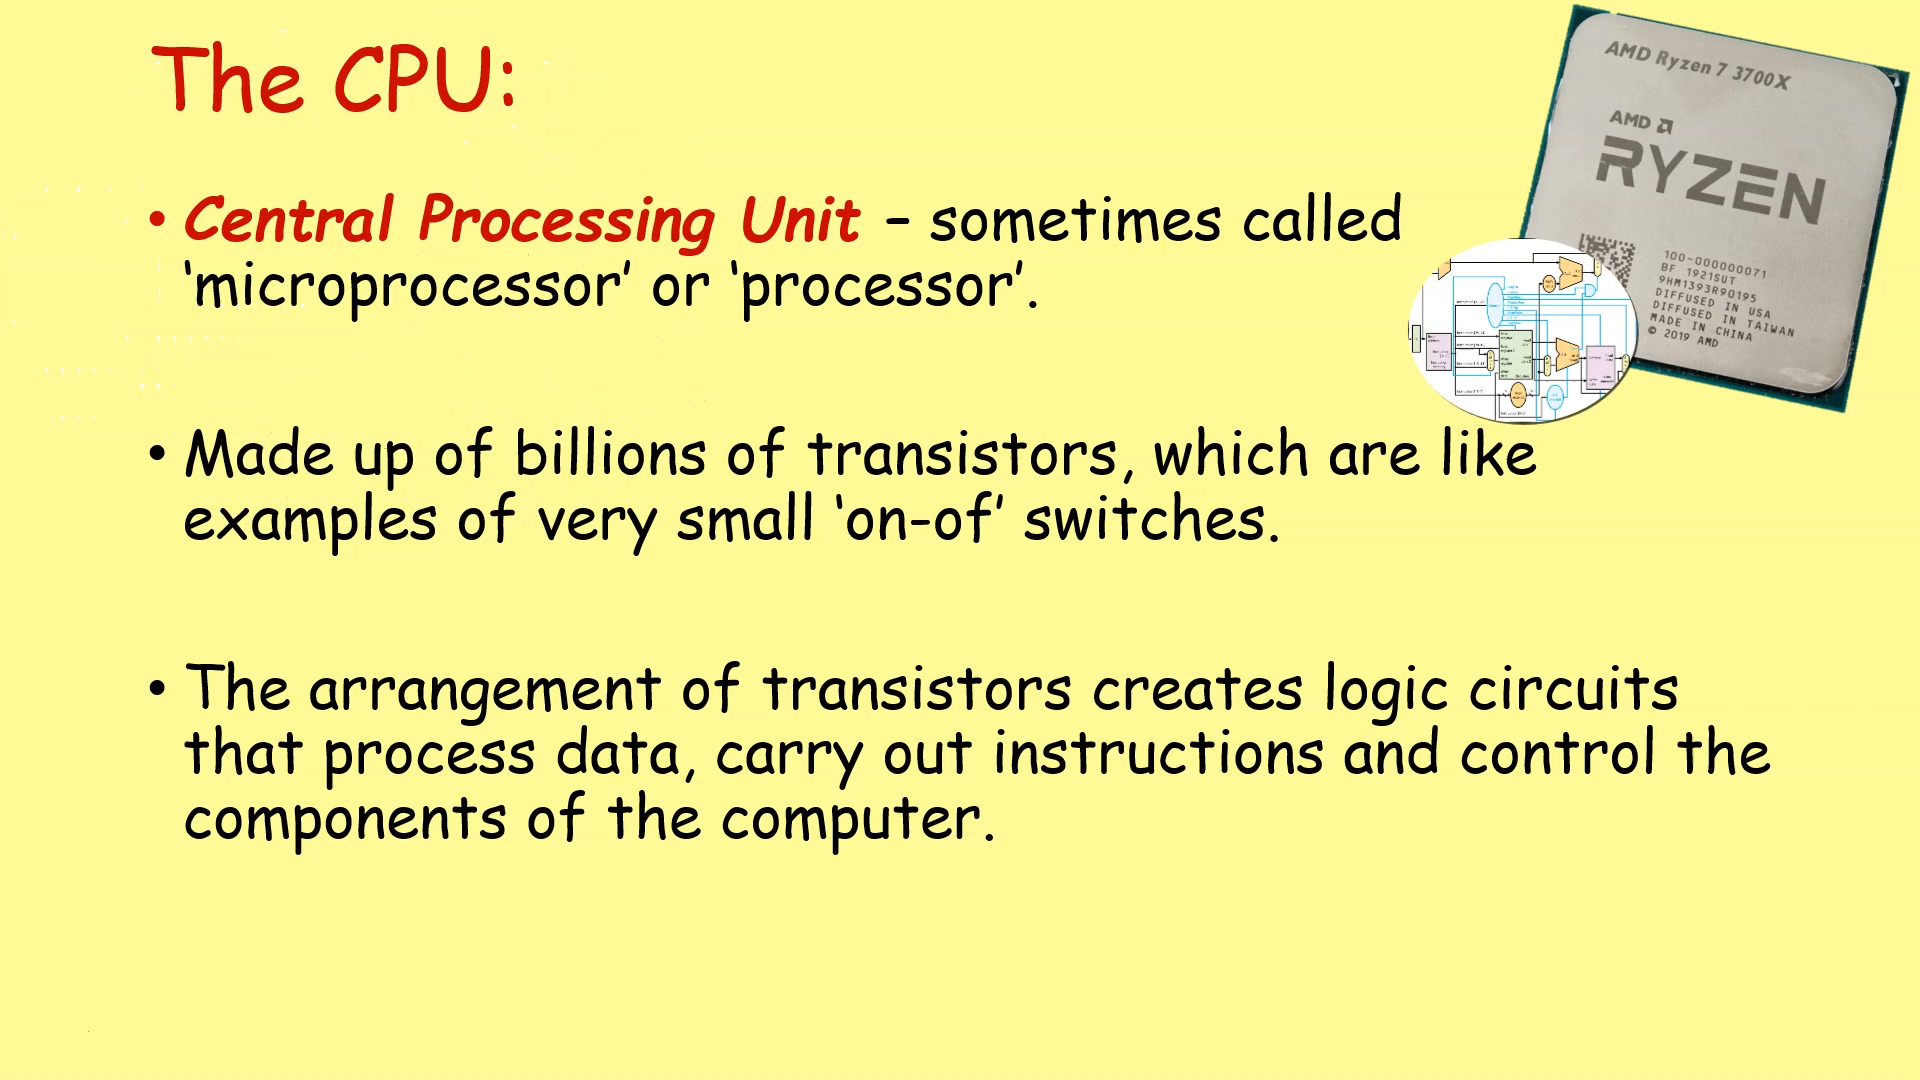 The CPU:
• Central Processing Unit – sometimes called
‘microprocessor’ or ‘processor’.
• Made up of billions of transistors, which are like
examples of very small ‘on-of’ switches.
• The arrangement of transistors creates logic circuits
that process data, carry out instructions and control the
components of the computer.
AMD Ryzen 7 3700X
AMD
RYZEN
100-000000071
BF 1921SUT
9HM1393R90195
DIFFUSED IN USA
DIFFUSED IN TAIWAN
MADE IN CHINA
© 2019 AMD